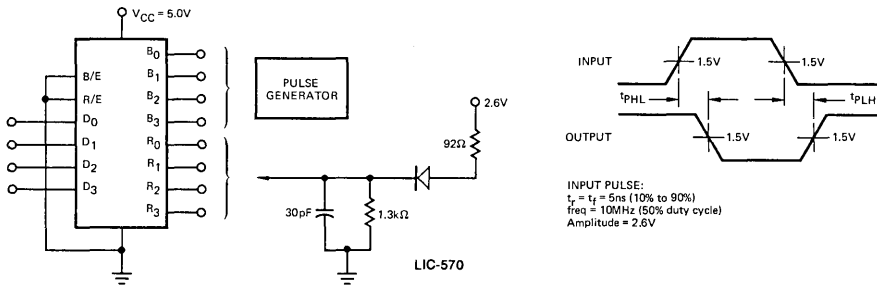 V_CC = 5.0V
B/E
R/E
D0
D1
D2
D3
B0
B1
B2
B3
R0
R1
R2
R3
PULSE
GENERATOR
2.6V
92Ω
30pF
1.3kΩ
LIC-570
INPUT
1.5V
1.5V
tPHL
tPLH
OUTPUT
1.5V
1.5V
INPUT PULSE:
tr = tf = 5ns (10% to 90%)
freq = 10MHz (50% duty cycle)
Amplitude = 2.6V